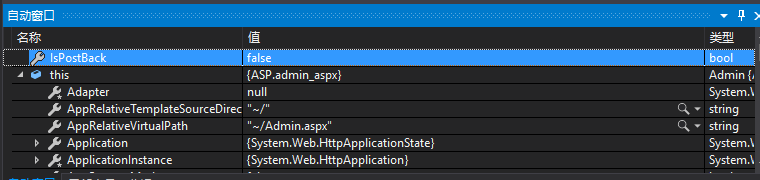 自动窗口
名称 值 类型
IsPostBack false bool
this {ASP.admin_aspx} Admin {A
Adapter null System.W
AppRelativeTemplateSourceDirec "~/" string
AppRelativeVirtualPath "~/Admin.aspx" string
Application {System.Web.HttpApplicationState} System.W
ApplicationInstance {System.Web.HttpApplication} System.W